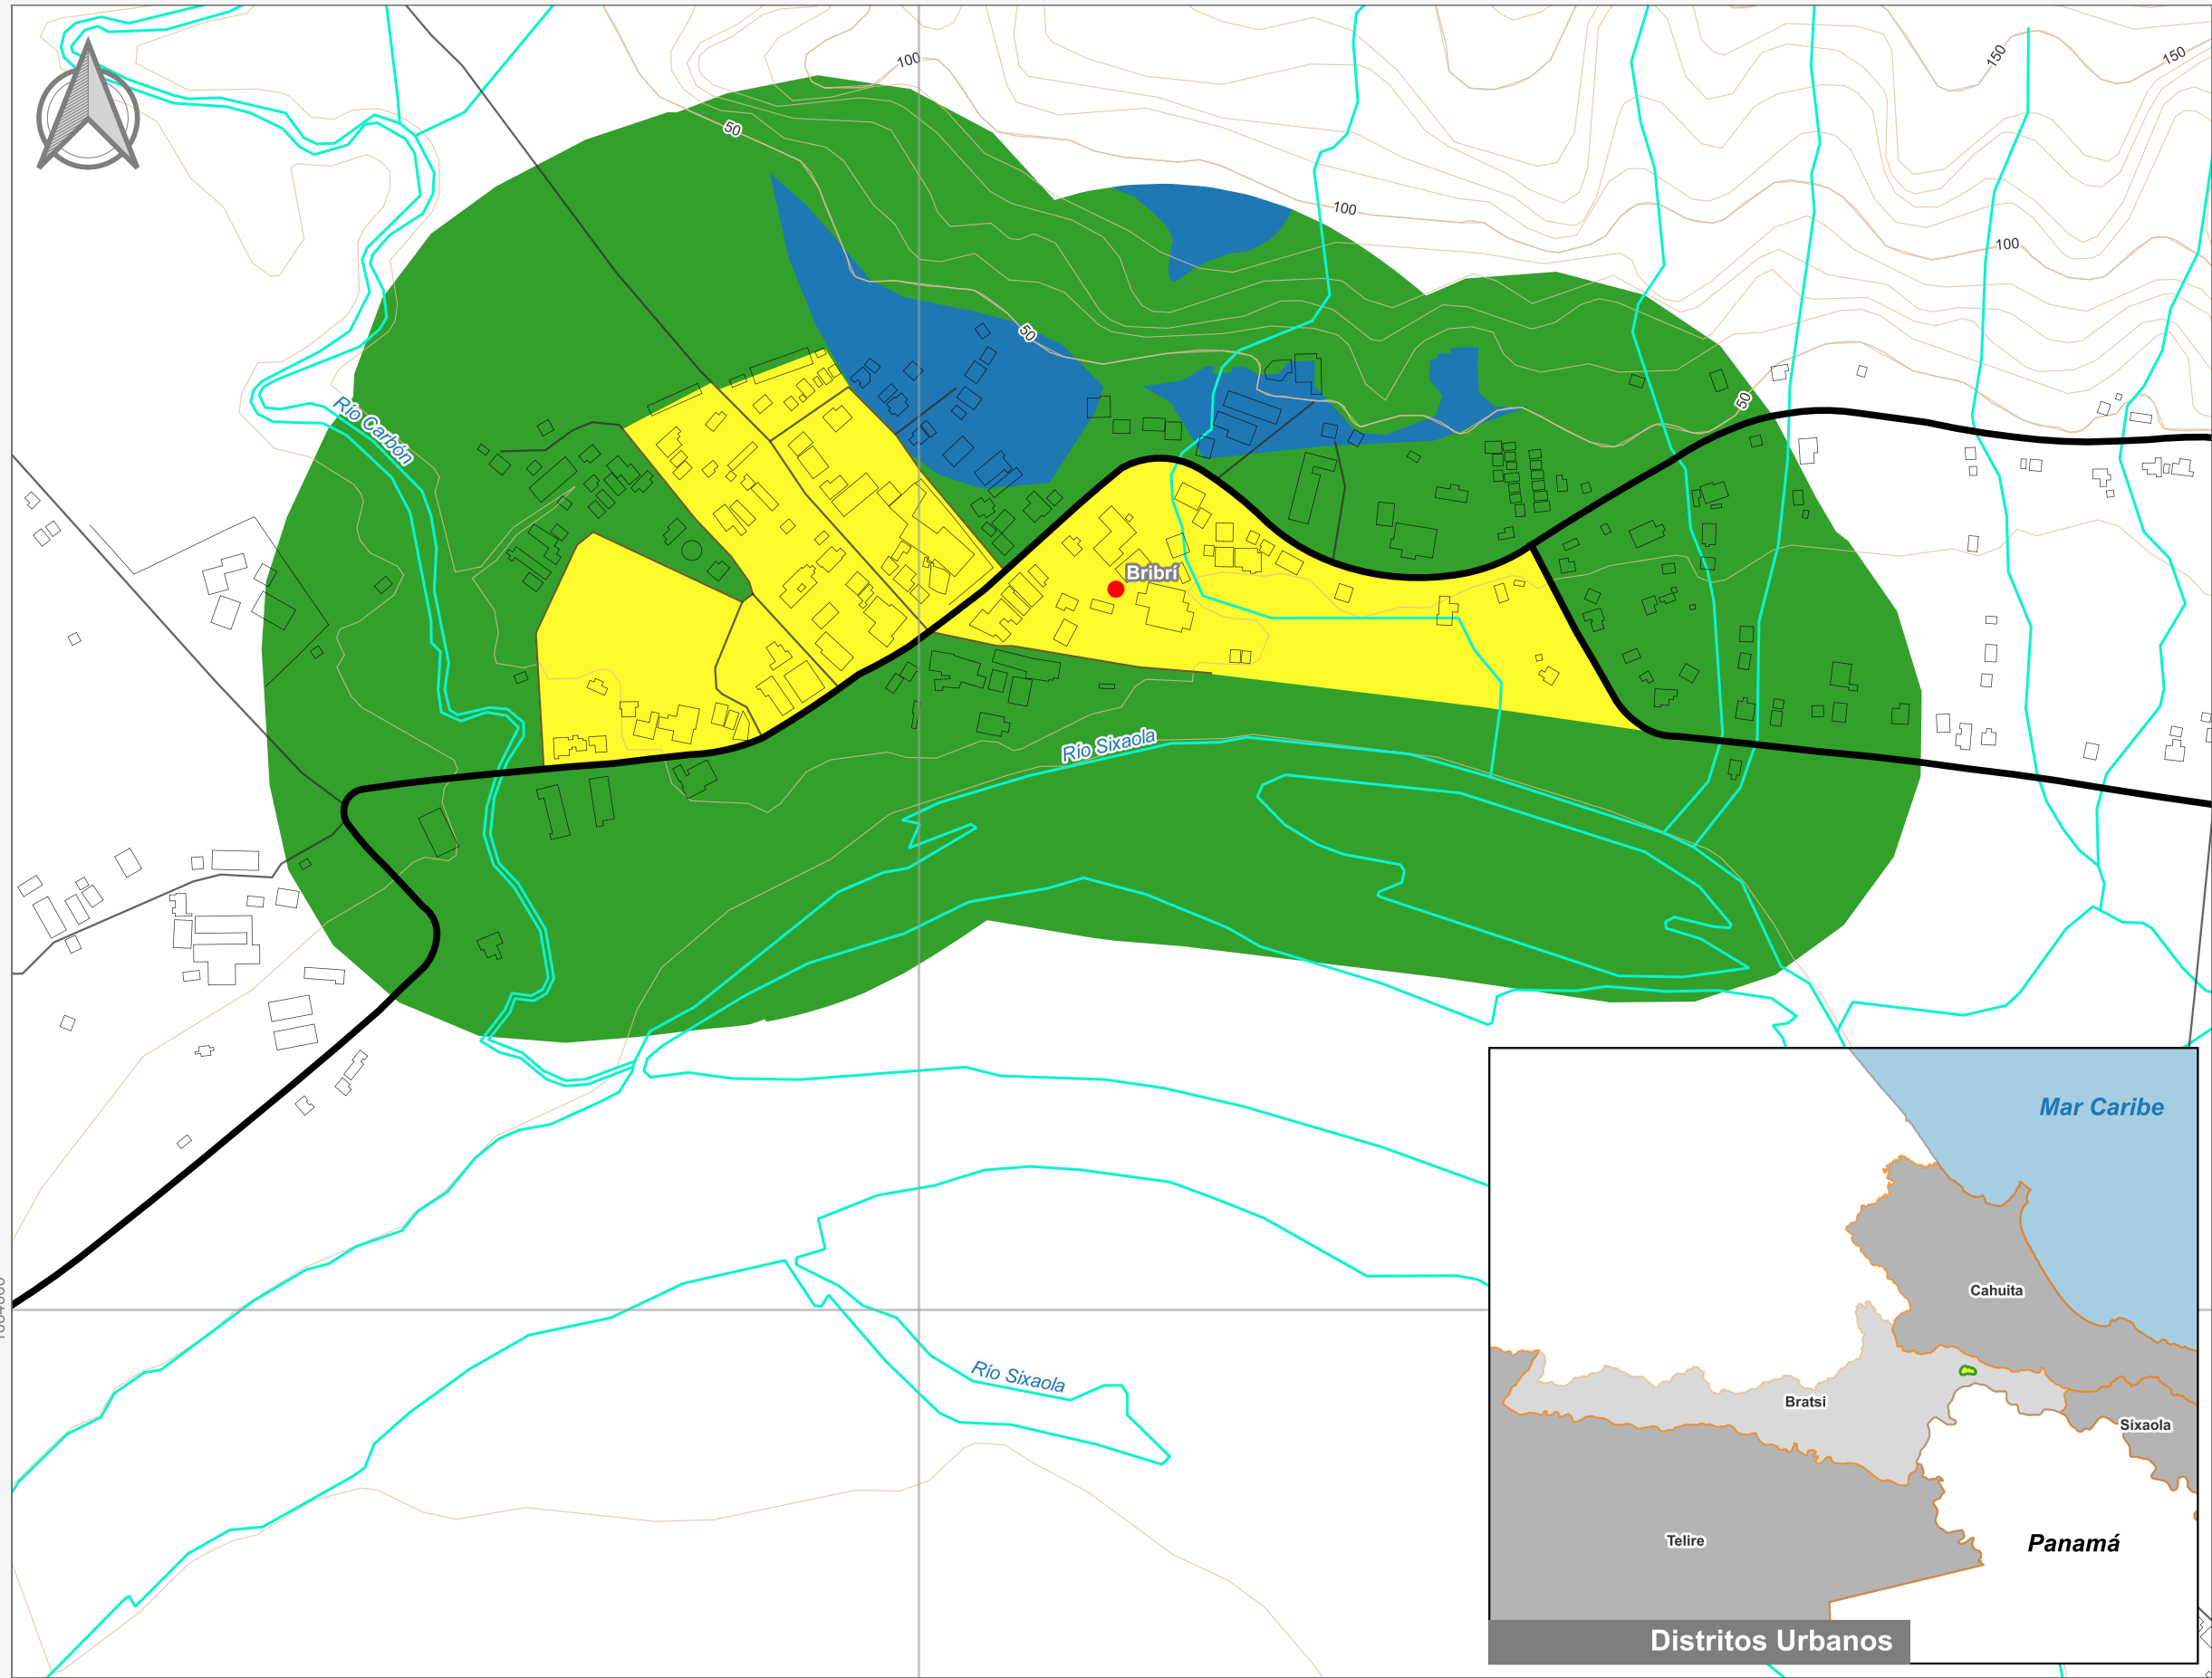 100
150
150
50
100
100
50
Río Carbón
50
Bribrí
Río Sixaola
Mar Caribe
Cahuita
Río Sixaola
Bratsi
Sixaola
Telire
Panamá
Distritos Urbanos